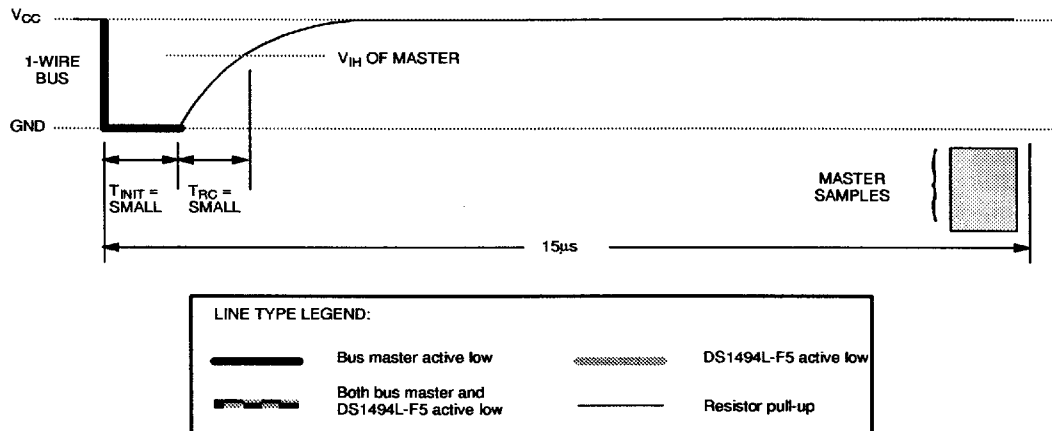 VCC
1-WIRE
BUS
VIH OF MASTER
GND
TINIT =
SMALL
TRC =
SMALL
MASTER
SAMPLES
15µs
LINE TYPE LEGEND:
Bus master active low
DS1494L-F5 active low
Both bus master and
DS1494L-F5 active low
Resistor pull-up